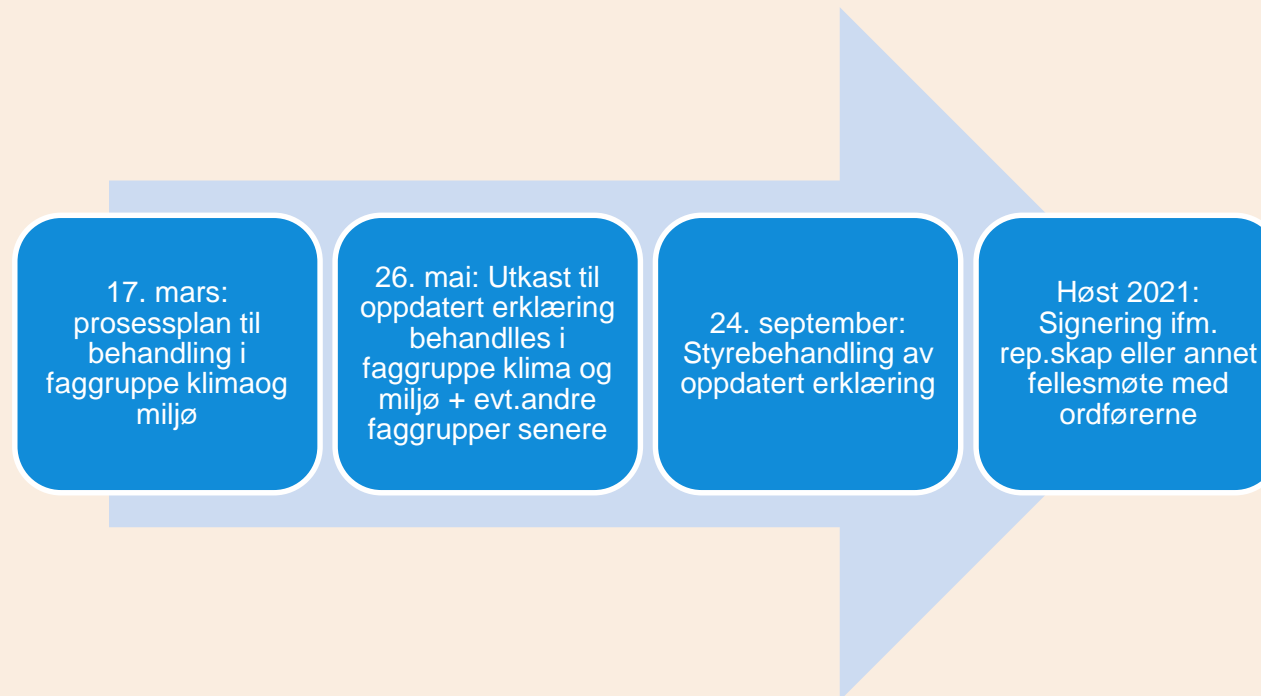 17. mars:
prosessplan til
behandling i
faggruppe klimaog
miljø
26. mai: Utkast til
oppdatert erklæring
behandlles i
faggruppe klima og
miljø + evt.andre
faggrupper senere
24. september:
Styrebehandling av
oppdatert erklæring
Høst 2021:
Signering ifm.
rep.skap eller annet
fellesmøte med
ordførerne